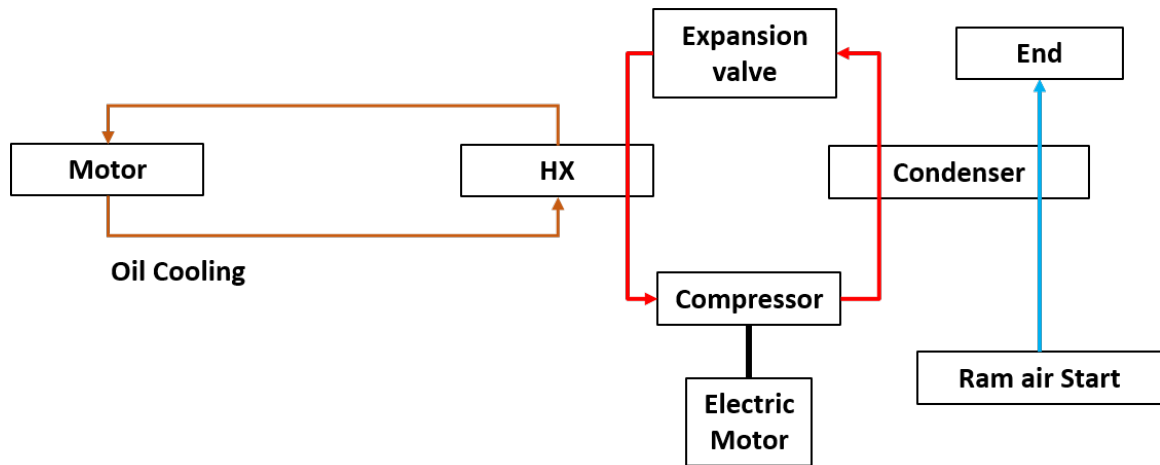 Expansion
valve
End
Motor
HX
Condenser
Oil Cooling
Compressor
Ram air Start
Electric
Motor